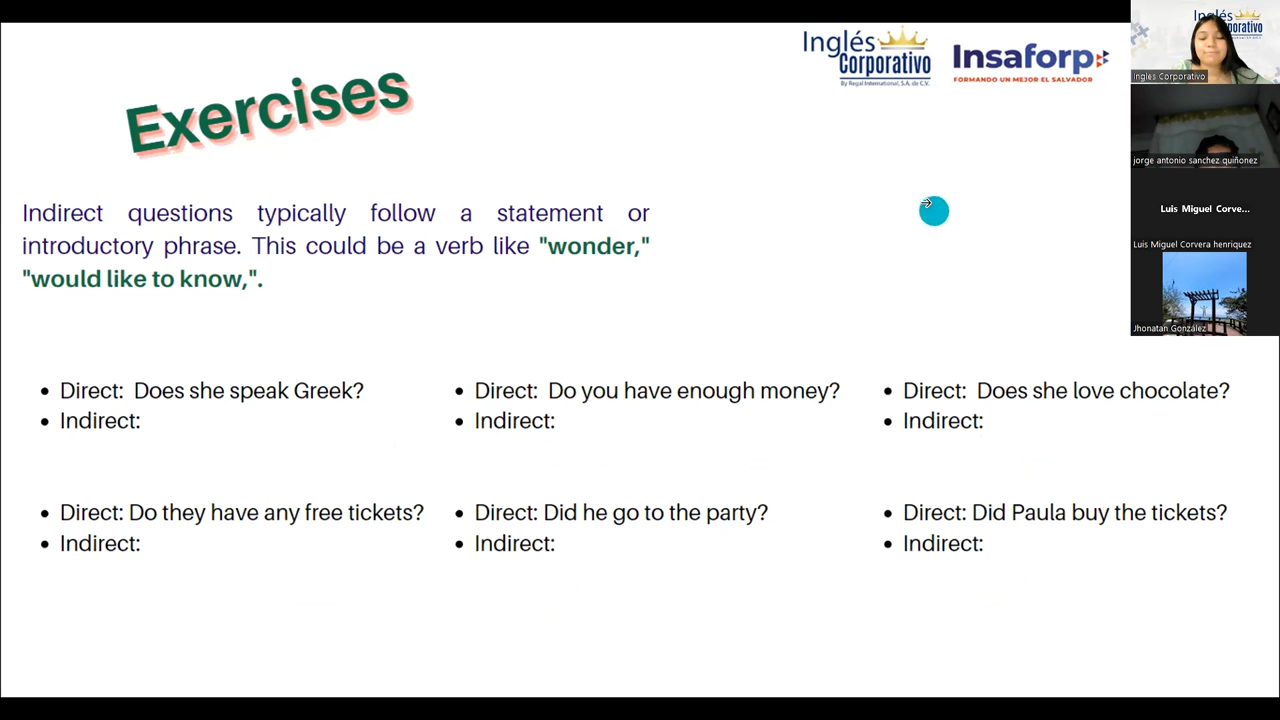 Exercises
Inglés
Corporativo
By Regal International, S.A. de C.V.
Insaforp
FORMANDO UN MEJOR EL SALVADOR
Indirect questions typically follow a statement or
introductory phrase. This could be a verb like "wonder,"
"would like to know,".
• Direct: Does she speak Greek?
• Indirect:
• Direct: Do you have enough money?
• Indirect:
• Direct: Does she love chocolate?
• Indirect:
• Direct: Do they have any free tickets?
• Indirect:
• Direct: Did he go to the party?
• Indirect:
• Direct: Did Paula buy the tickets?
• Indirect:
Ingles Corporativo
jorge antonio sanchez quiñonez
Luis Miguel Corve...
Luis Miguel Corvera henriquez
Jhonatan González